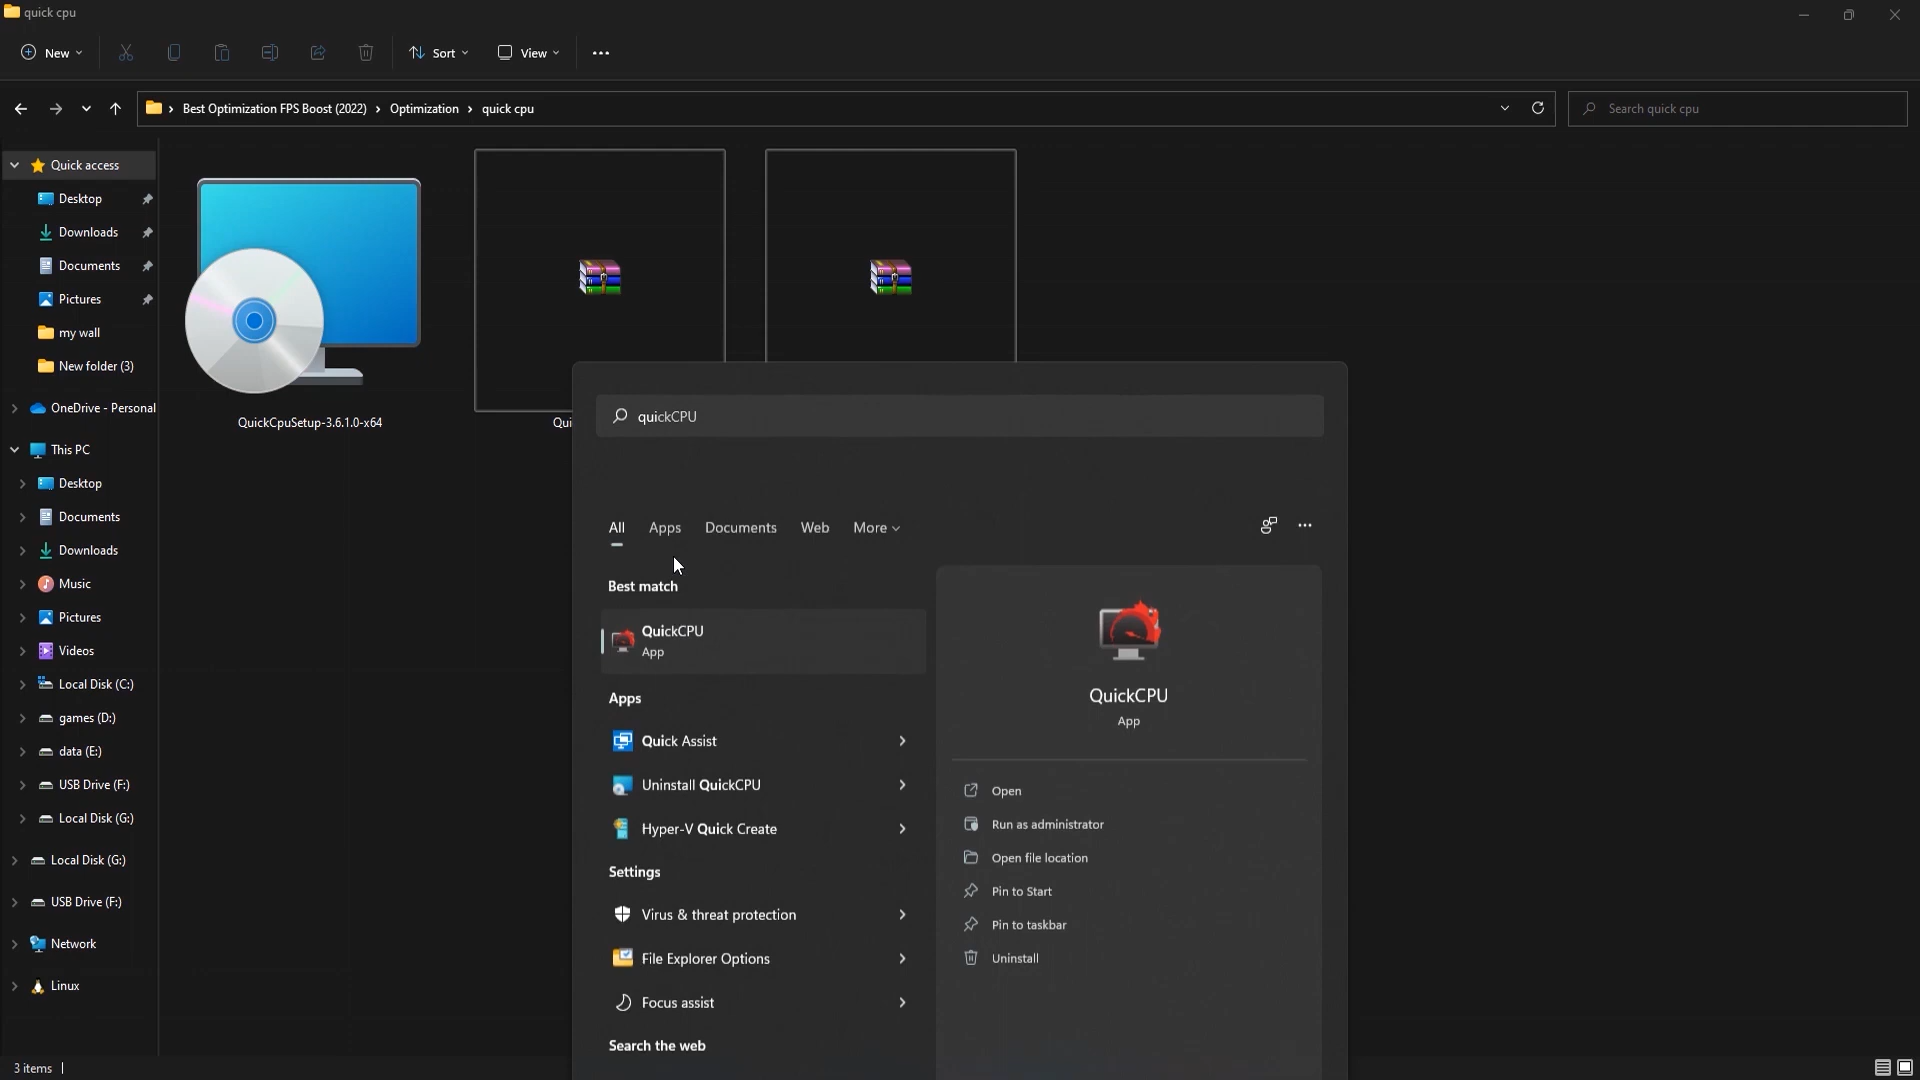 quick cpu
New
Sort
View
Best Optimization FPS Boost (2022) > Optimization > quick cpu
Search quick cpu
Quick access
Desktop
Downloads
Documents
Pictures
my wall
New folder (3)
OneDrive - Personal
This PC
Desktop
Documents
Downloads
Music
Pictures
Videos
Local Disk (C:)
games (D:)
data (E:)
USB Drive (F:)
Local Disk (G:)
Local Disk (G:)
USB Drive (F:)
Network
Linux
3 items
QuickCpuSetup-3.6.1.0-x64
Qui
quickCPU
All Apps Documents Web More
Best match
QuickCPU
App
Apps
Quick Assist
Uninstall QuickCPU
Hyper-V Quick Create
Settings
Virus & threat protection
File Explorer Options
Focus assist
Search the web
QuickCPU
App
Open
Run as administrator
Open file location
Pin to Start
Pin to taskbar
Uninstall